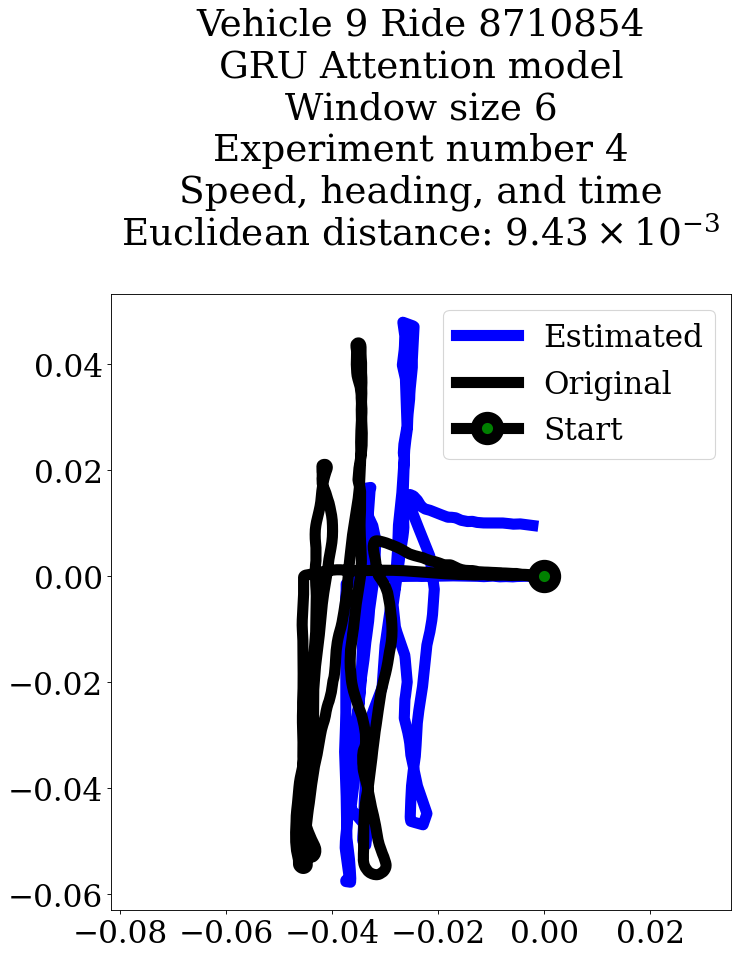 Vehicle 9 Ride 8710854
GRU Attention model
Window size 6
Experiment number 4
Speed, heading, and time
Euclidean distance: 9.43 × 10⁻³
Estimated
Original
Start
0.04
0.02
0.00
−0.02
−0.04
−0.06
−0.08 −0.06 −0.04 −0.02 0.00 0.02